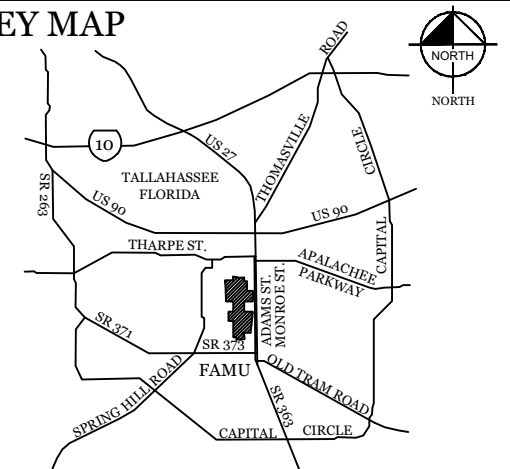 EY MAP
ROAD
NORTH
NORTH
10
US 27
THOMASVILLE
CIRCLE
TALLAHASSEE
FLORIDA
SR 263
US 90
US 90
CAPITAL
THARPE ST.
APALACHEE
PARKWAY
ADAMS ST.
MONROE ST.
SR 371
SR 373
FAMU
OLD TRAM ROAD
SPRING HILL ROAD
SR 363
CAPITAL CIRCLE